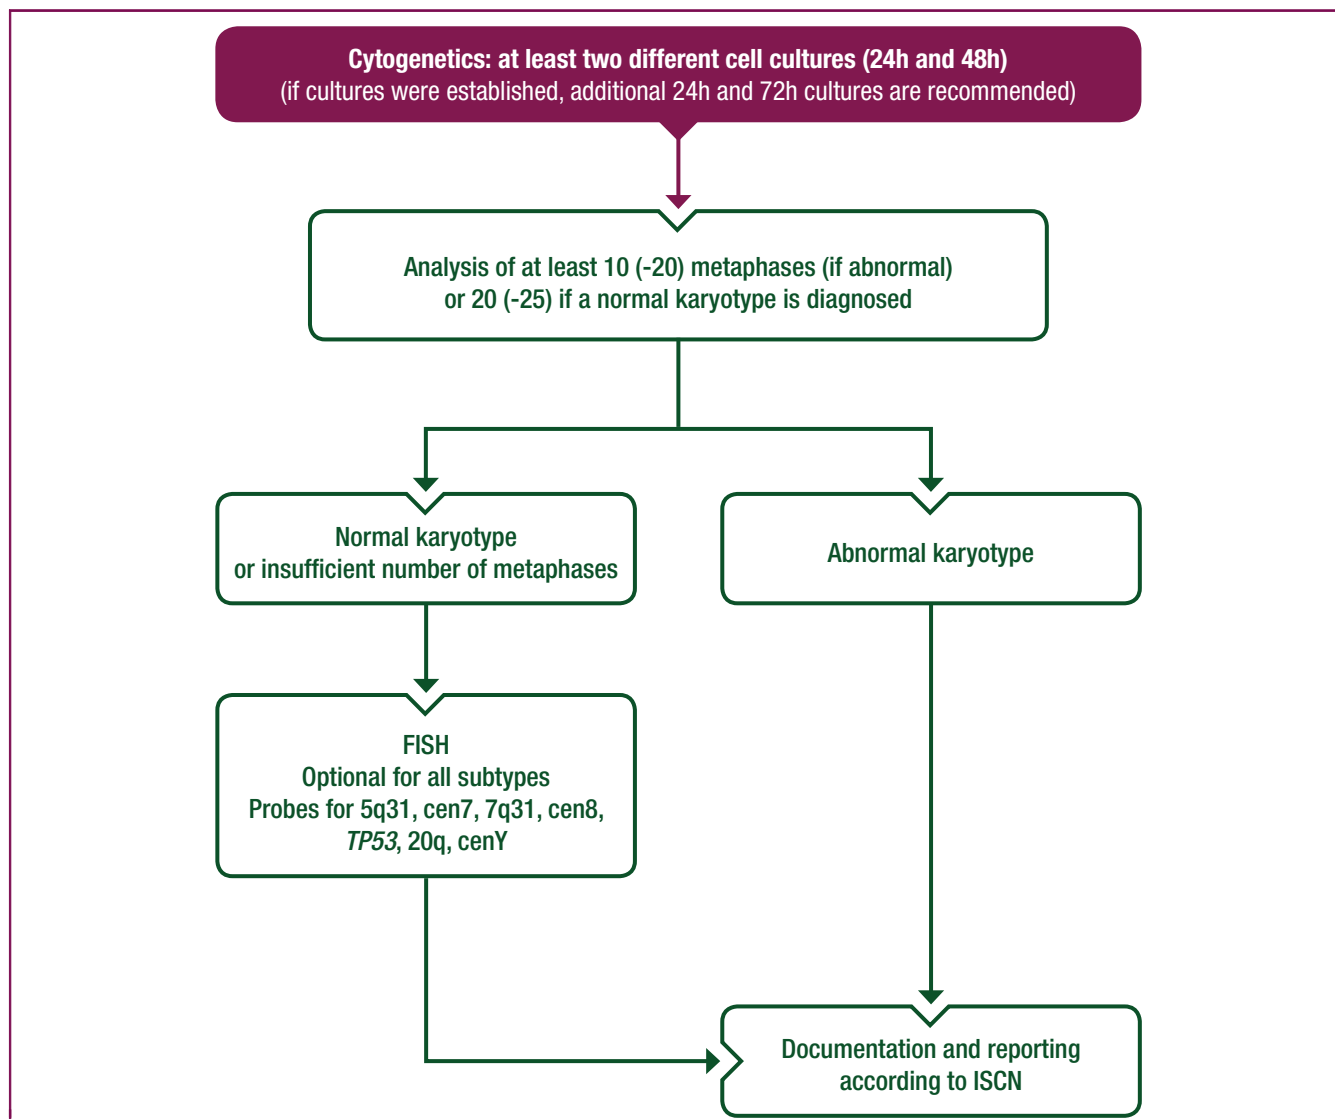 Cytogenetics: at least two different cell cultures (24h and 48h)
(if cultures were established, additional 24h and 72h cultures are recommended)
Analysis of at least 10 (-20) metaphases (if abnormal)
or 20 (-25) if a normal karyotype is diagnosed
Normal karyotype
or insufficient number of metaphases
Abnormal karyotype
FISH
Optional for all subtypes
Probes for 5q31, cen7, 7q31, cen8,
TP53, 20q, cenY
Documentation and reporting
according to ISCN